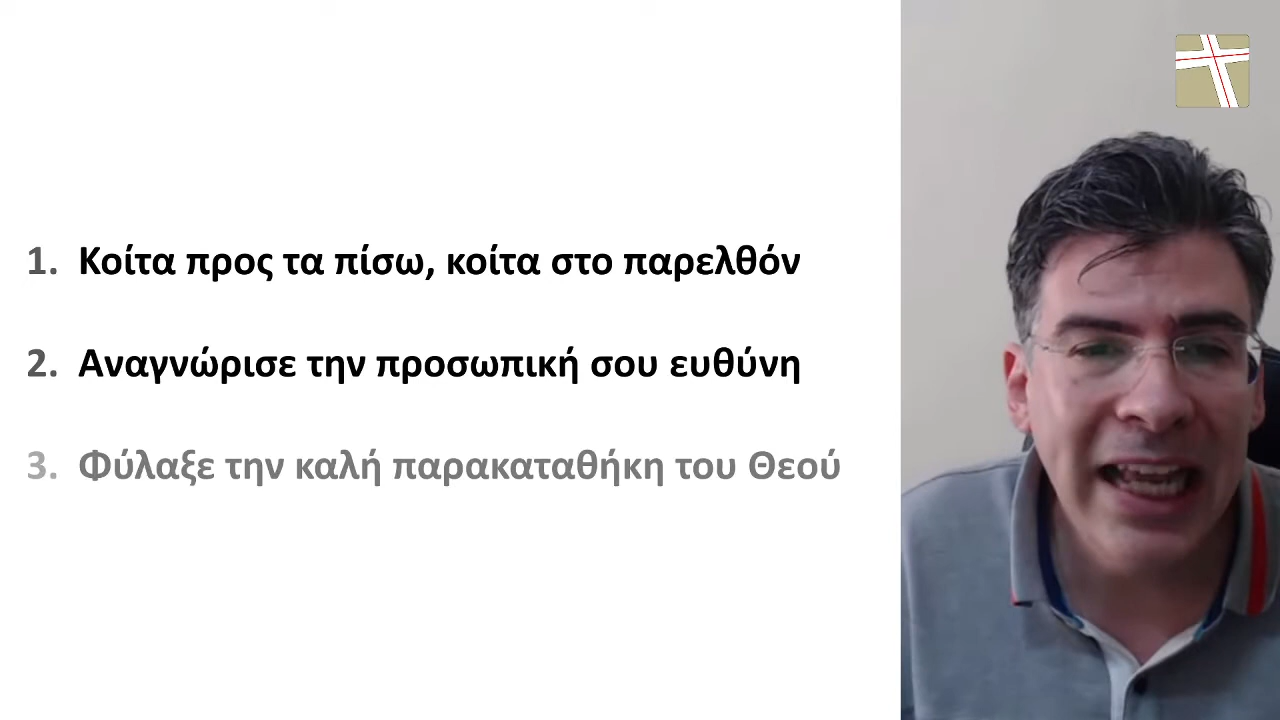 1. Κοίτα προς τα πίσω, κοίτα στο παρελθόν
2. Αναγνώρισε την προσωπική σου ευθύνη
3. Φύλαξε την καλή παρακαταθήκη του Θεού